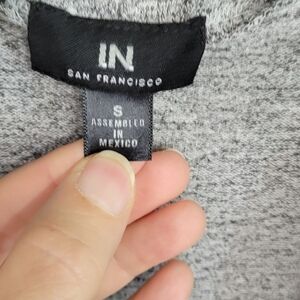 IN
SAN FRANCISCO
S
ASSEMBLED
IN
MEXICO